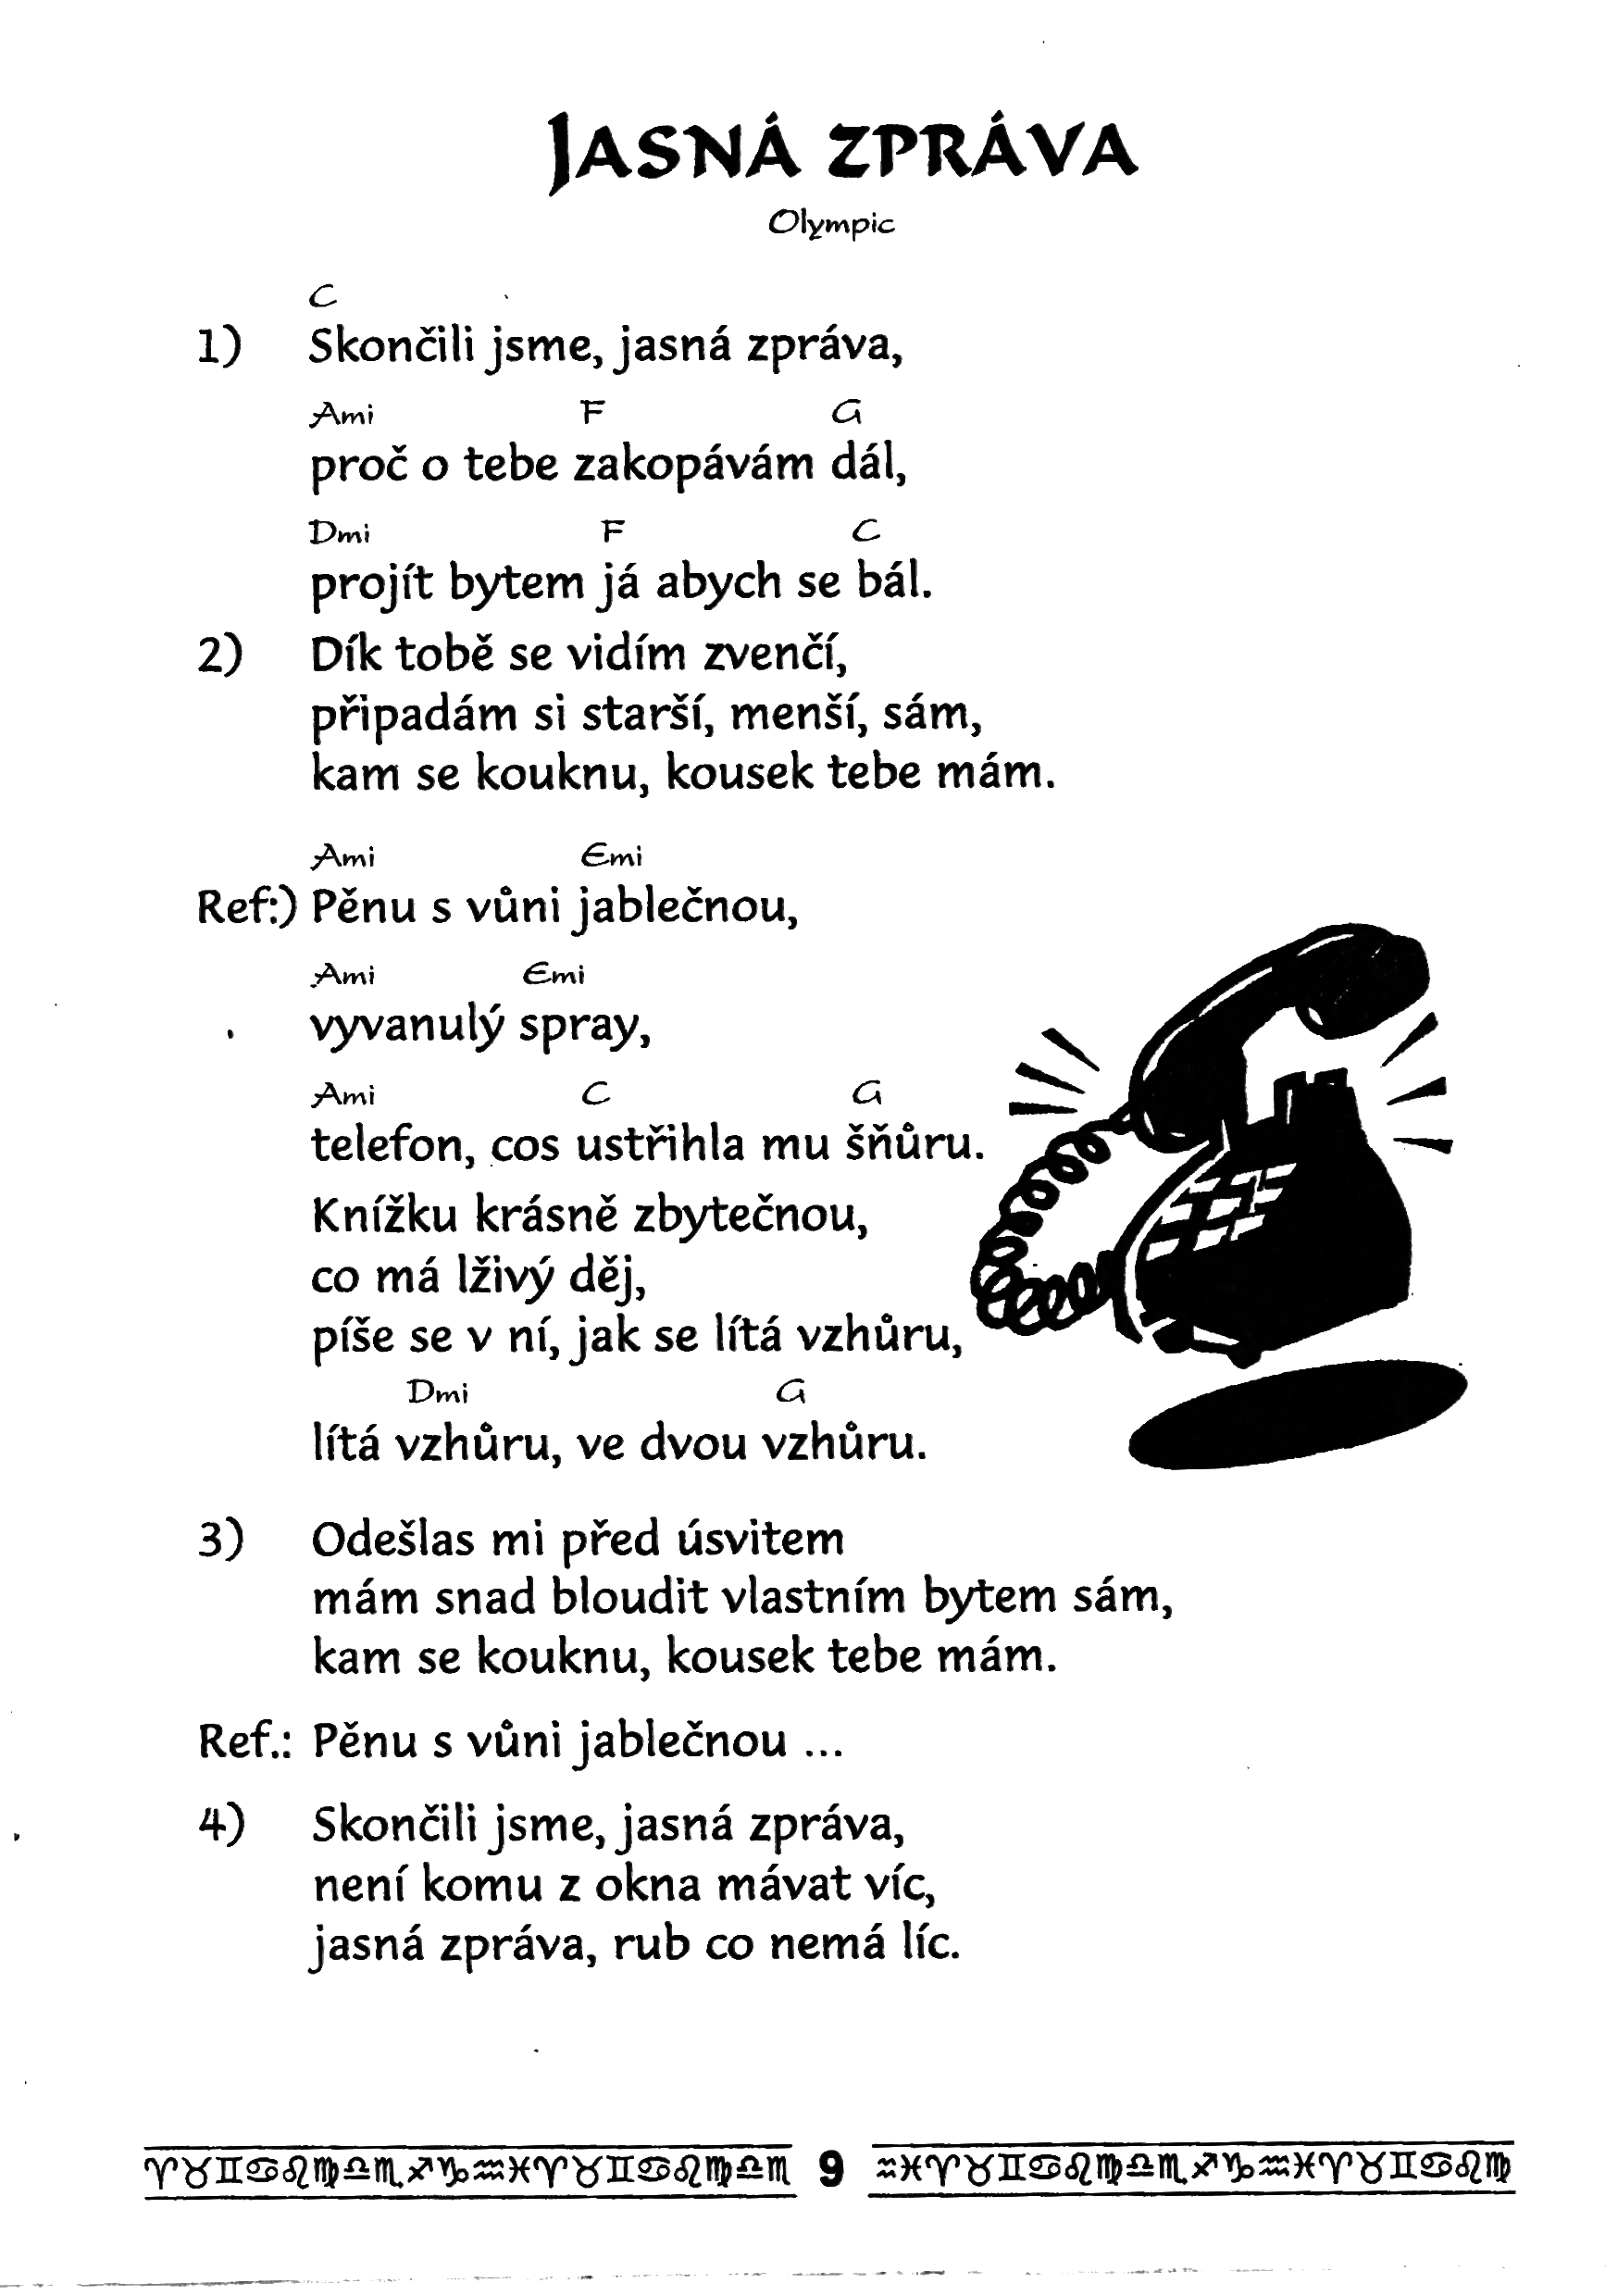 JASNÁ ZPRÁVA
Olympic
C
1) Skončili jsme, jasná zpráva,
Ami F G
proč o tebe zakopávám dál,
Dmi F C
projít bytem já abych se bál.
2) Dík tobě se vidím zvenčí,
připadám si starší, menší, sám,
kam se kouknu, kousek tebe mám.
Ami Emi
Ref:) Pěnu s vůni jablečnou,
Ami Emi
vyvanulý spray,
Ami C G
telefon, cos ustřihla mu šňůru.
Knížku krásně zbytečnou,
co má lživý děj,
píše se v ní, jak se lítá vzhůru,
Dmi G
lítá vzhůru, ve dvou vzhůru.
3) Odešlas mi před úsvitem
mám snad bloudit vlastním bytem sám,
kam se kouknu, kousek tebe mám.
Ref.: Pěnu s vůni jablečnou ...
4) Skončili jsme, jasná zpráva,
není komu z okna mávat víc,
jasná zpráva, rub co nemá líc.
♈♉♊♋♌♍♎♏♐♑♒♓♈♉♊♋♌♍♎♏ 9 ♒♓♈♉♊♋♌♍♎♏♐♑♒♓♈♉♊♋♌♍